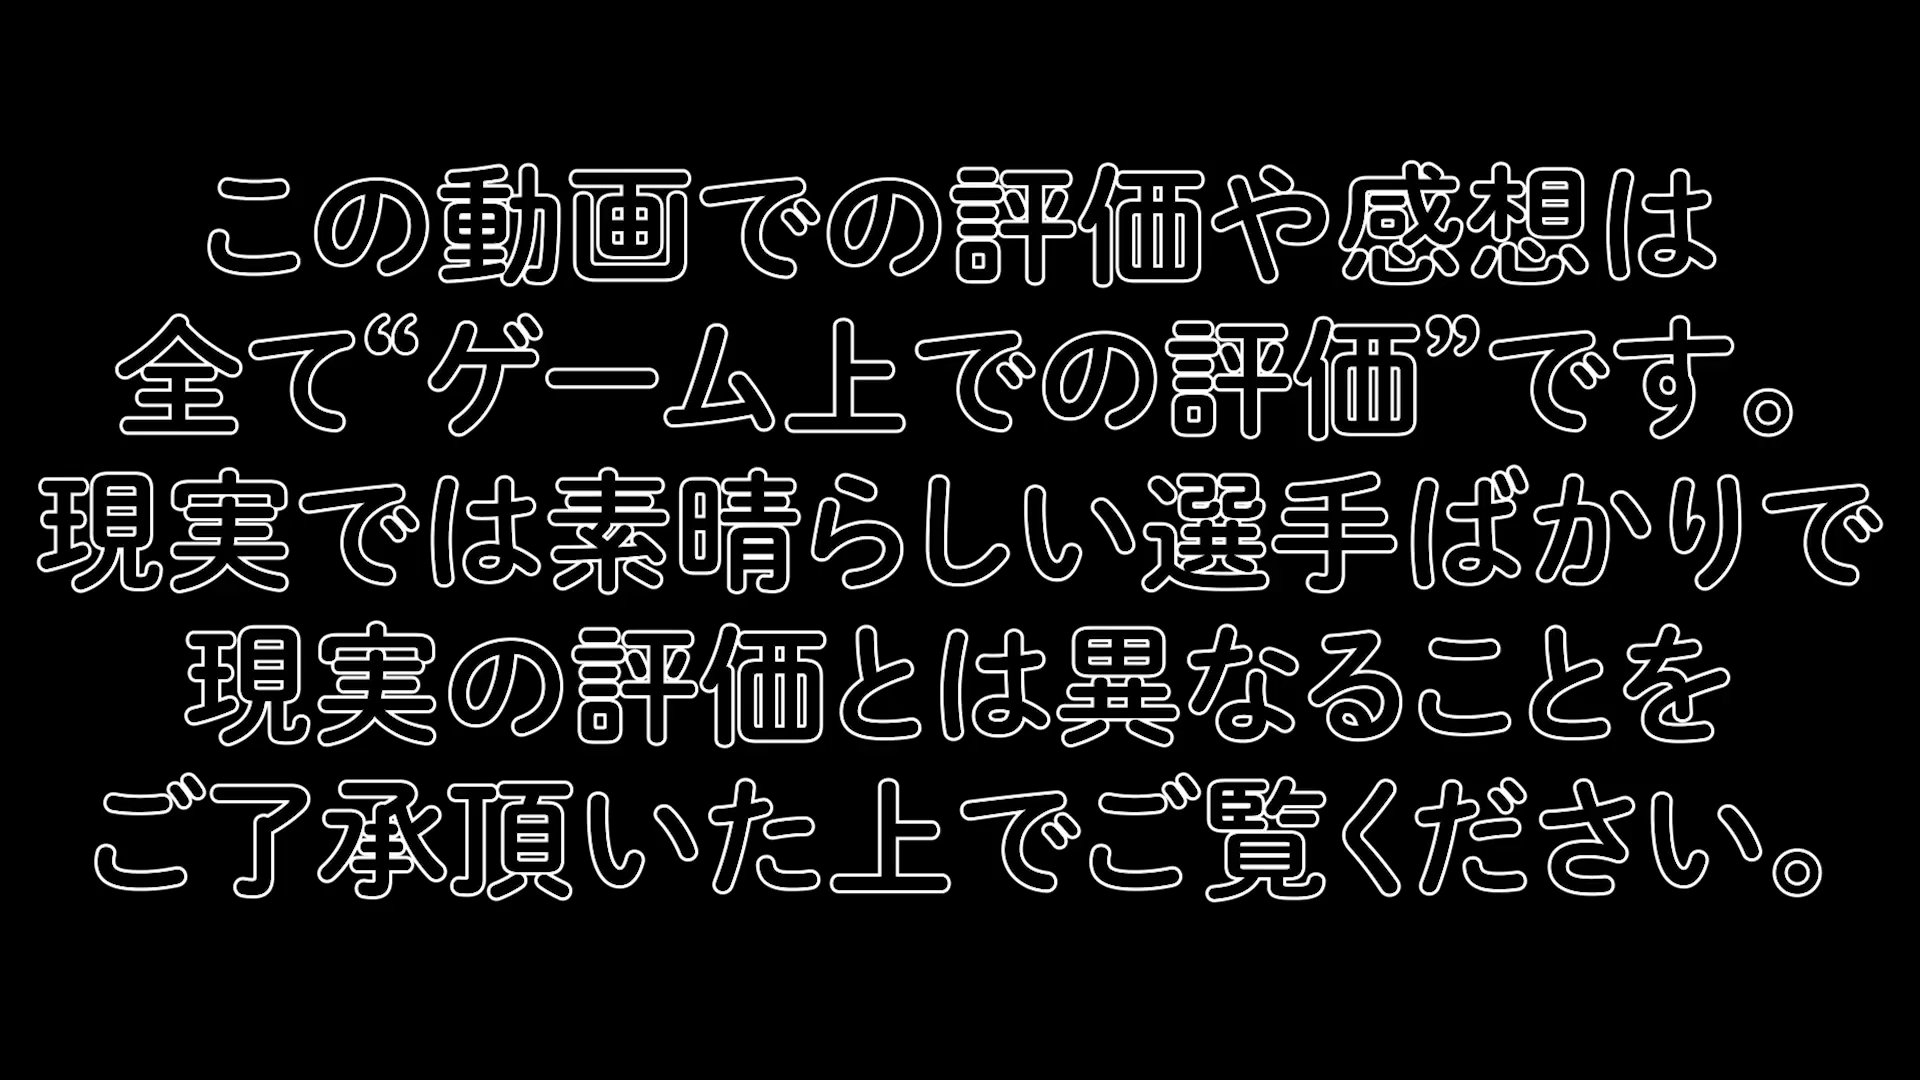 この動画での評価や感想は
全て“ゲーム上での評価”です。
現実では素晴らしい選手ばかりで
現実の評価とは異なることを
ご了承頂いた上でご覧ください。